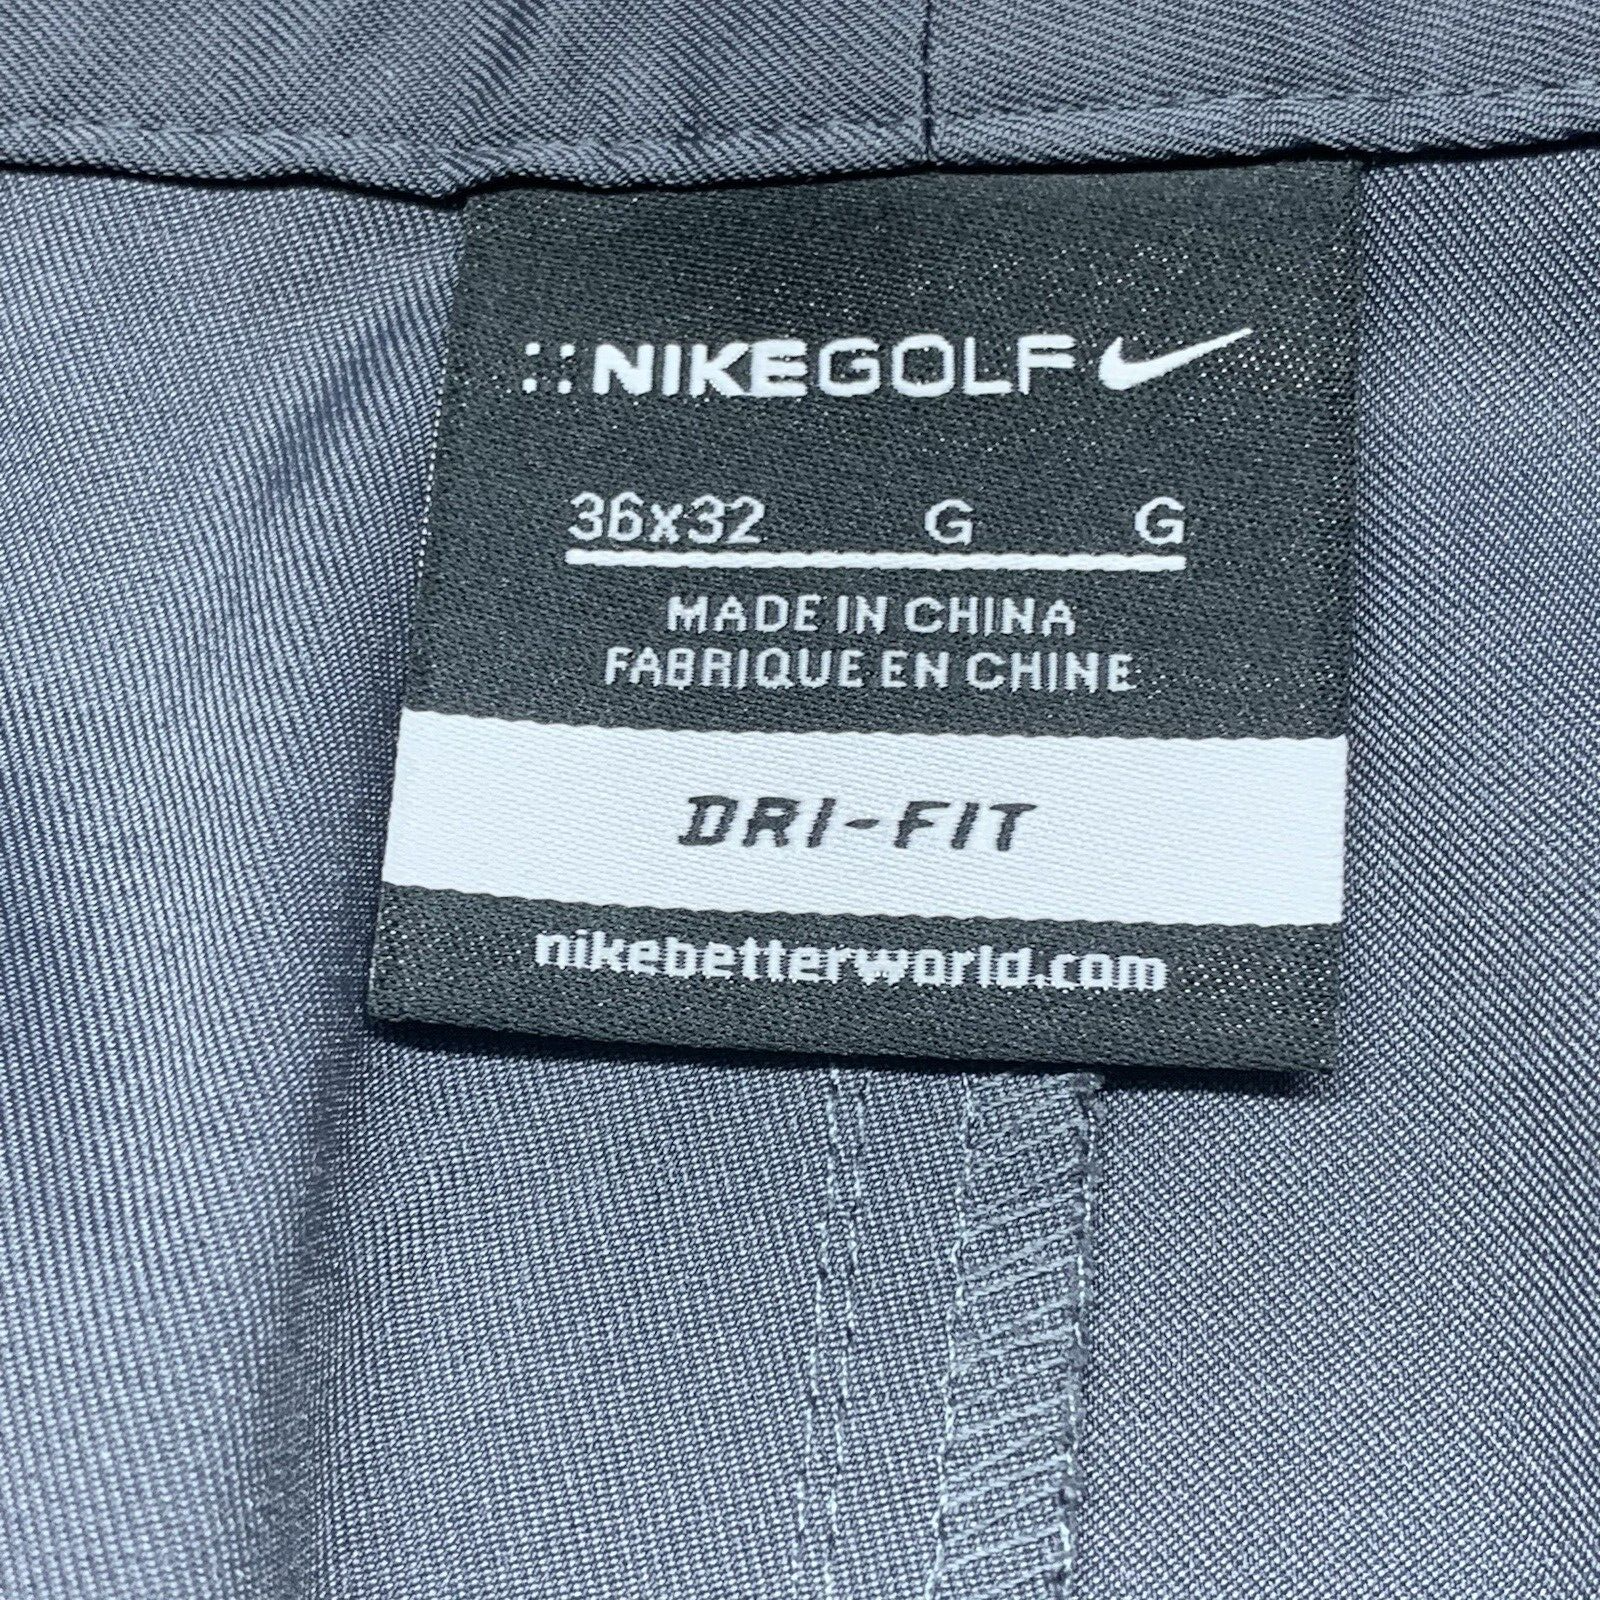 NIKEGOLF
36x32 G G
MADE IN CHINA
FABRIQUE EN CHINE
DRI-FIT
nikebetterworld.com